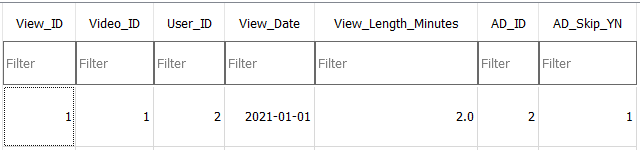 View_ID Video_ID User_ID View_Date View_Length_Minutes AD_ID AD_Skip_YN
Filter Filter Filter Filter Filter Filter Filter
1 1 2 2021-01-01 2.0 2 1